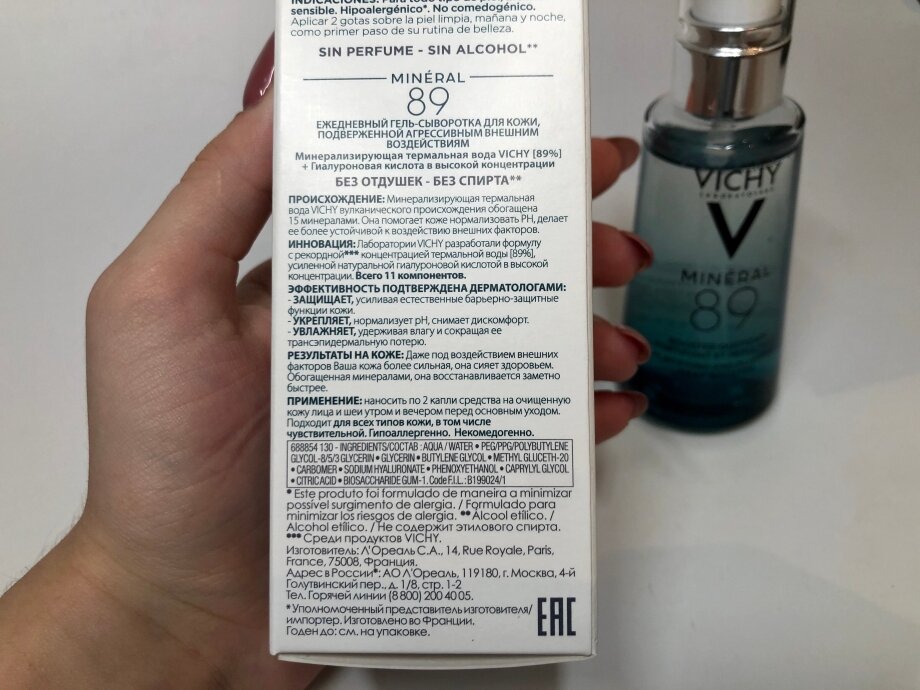 INDICACIONES: Para todo tipo de piel,
sensible. Hipoalergénico*. No comedogénico.
Aplicar 2 gotas sobre la piel limpia, mañana y noche,
como primer paso de su rutina de belleza.
SIN PERFUME - SIN ALCOHOL**
MINÉRAL
89
ЕЖЕДНЕВНЫЙ ГЕЛЬ-СЫВОРОТКА ДЛЯ КОЖИ,
ПОДВЕРЖЕННОЙ АГРЕССИВНЫМ ВНЕШНИМ
ВОЗДЕЙСТВИЯМ
Минерализирующая термальная вода VICHY [89%]
+ Гиалуроновая кислота в высокой концентрации
БЕЗ ОТДУШЕК - БЕЗ СПИРТА**
ПРОИСХОЖДЕНИЕ: Минерализирующая термальная
вода VICHY вулканического происхождения обогащена
15 минералами. Она помогает коже нормализовать PH, делает
ее более устойчивой к воздействию внешних факторов.
ИННОВАЦИЯ: Лаборатории VICHY разработали формулу
с рекордной*** концентрацией термальной воды [89%],
усиленной натуральной гиалуроновой кислотой в высокой
концентрации. Всего 11 компонентов.
ЭФФЕКТИВНОСТЬ ПОДТВЕРЖДЕНА ДЕРМАТОЛОГАМИ:
- ЗАЩИЩАЕТ, усиливая естественные барьерно-защитные
функции кожи.
- УКРЕПЛЯЕТ, нормализует pH, снимает дискомфорт.
- УВЛАЖНЯЕТ, удерживая влагу и сокращая ее
трансэпидермальную потерю.
РЕЗУЛЬТАТЫ НА КОЖЕ: Даже под воздействием внешних
факторов Ваша кожа более сильная, она сияет здоровьем.
Обогащенная минералами, она восстанавливается заметно
быстрее.
ПРИМЕНЕНИЕ: наносить по 2 капли средства на очищенную
кожу лица и шеи утром и вечером перед основным уходом.
Подходит для всех типов кожи, в том числе
чувствительной. Гипоаллергенно. Некомедогенно.
688854 130 - INGREDIENTS/СОСТАВ : AQUA / WATER • PEG/PPG/POLYBUTYLENE
GLYCOL-8/5/3 GLYCERIN • GLYCERIN • BUTYLENE GLYCOL • METHYL GLUCETH-20
• CARBOMER • SODIUM HYALURONATE • PHENOXYETHANOL • CAPRYLYL GLYCOL
• CITRIC ACID • BIOSACCHARIDE GUM-1. Code F.I.L. : B199024/1
* Este produto foi formulado de maneira a minimizar
possível surgimento de alergia. / Formulado para
minimizar los riesgos de alergia. ** Álcool etílico. /
Alcohol etílico. / Не содержит этилового спирта.
*** Среди продуктов VICHY.
Изготовитель: Л'Ореаль С.А., 14, Rue Royale, Paris,
France, 75008, Франция.
Адрес в России*: АО Л'Ореаль, 119180, г. Москва, 4-й
Голутвинский пер., д. 1/8, стр. 1-2
Тел. Горячей линии (8 800) 200 40 05.
* Уполномоченный представитель изготовителя/
импортер. Изготовлено во Франции.
Годен до: см. на упаковке.
EAC
VICHY
LABORATOIRES
V
MINÉRAL
89